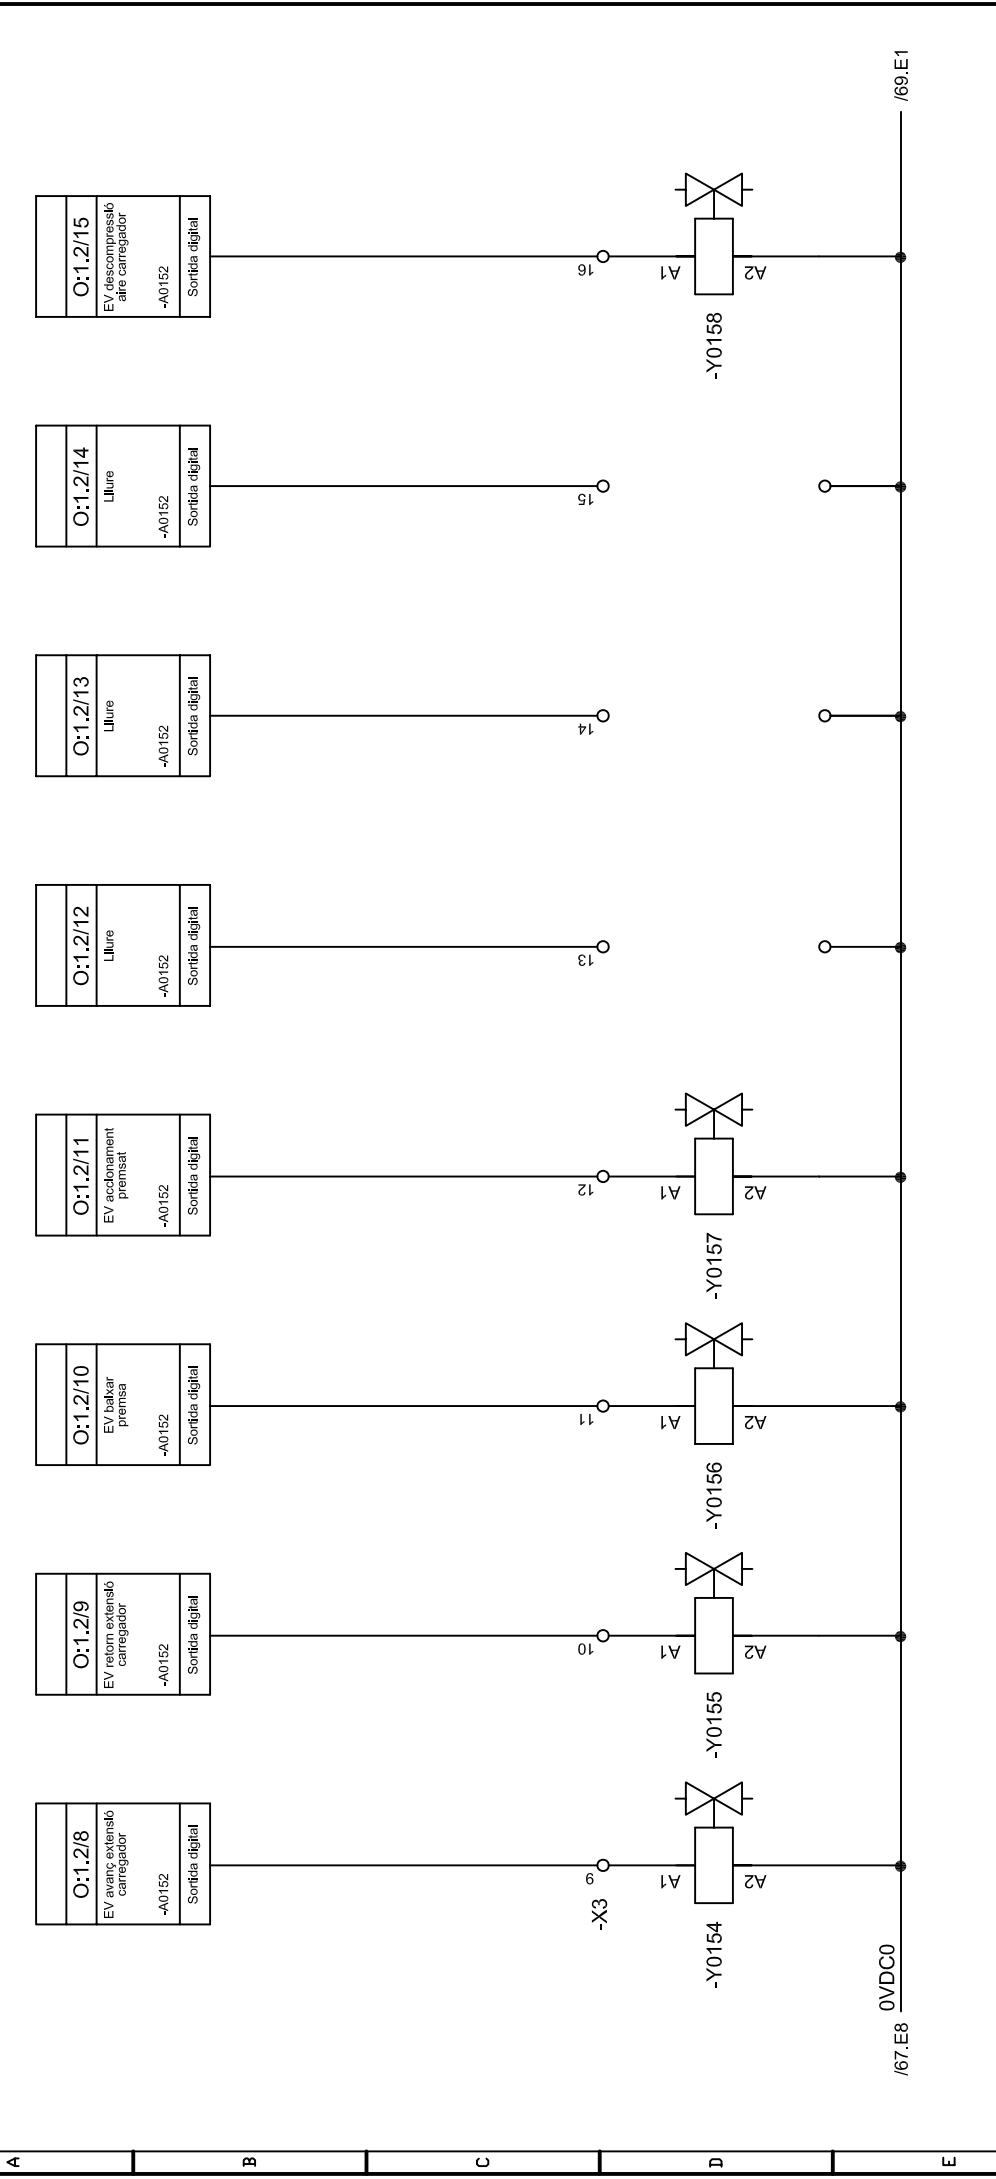 O:1.2/8
EV avanç extensió
carregador
-A0152
Sortida digital
O:1.2/9
EV retorn extensió
carregador
-A0152
Sortida digital
O:1.2/10
EV baixar
premsa
-A0152
Sortida digital
O:1.2/11
EV accionament
premsat
-A0152
Sortida digital
O:1.2/12
Lliure
-A0152
Sortida digital
O:1.2/13
Lliure
-A0152
Sortida digital
O:1.2/14
Lliure
-A0152
Sortida digital
O:1.2/15
EV descompressió
aire carregador
-A0152
Sortida digital
-X3
9
10
11
12
13
14
15
16
A1
A1
A1
A1
A1
-Y0154
-Y0155
-Y0156
-Y0157
-Y0158
A2
A2
A2
A2
A2
/67.E8
0VDC0
/69.E1
A
B
C
D
E